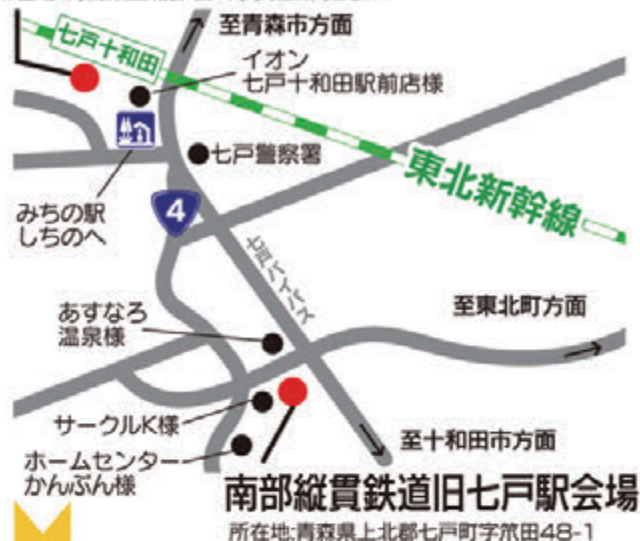 至青森市方面
七戸十和田
イオン
七戸十和田駅前店様
七戸警察署
東北新幹線
みちの駅
しちのへ
4
七戸バイパス
あすなろ
温泉様
至東北町方面
サークルK様
至十和田市方面
ホームセンター
かんぶん様
南部縦貫鉄道旧七戸駅会場
所在地:青森県上北郡七戸町字笊田48-1